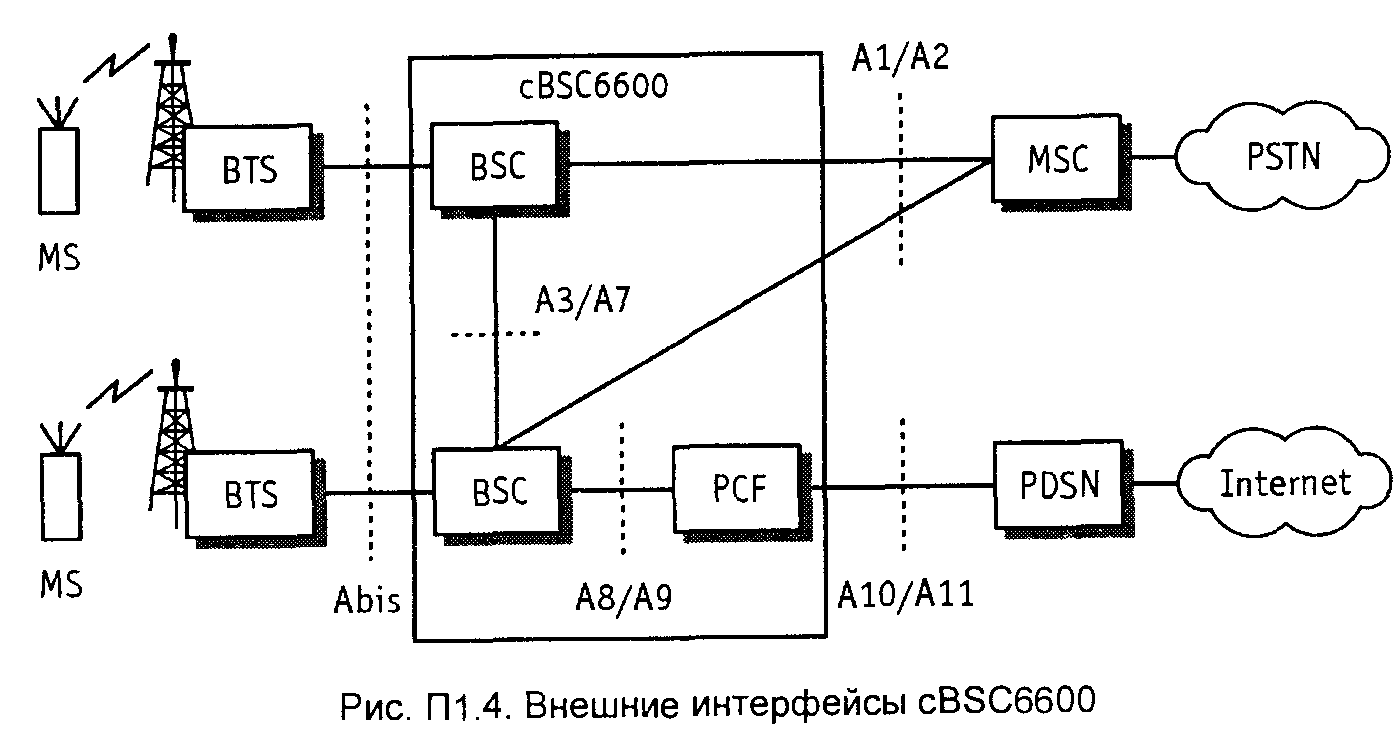 A1/A2
cBSC6600
BTS
BSC
MSC
PSTN
MS
A3/A7
BTS
BSC
PCF
PDSN
Internet
MS
Abis
A8/A9
A10/A11
Рис. П1.4. Внешние интерфейсы cBSC6600